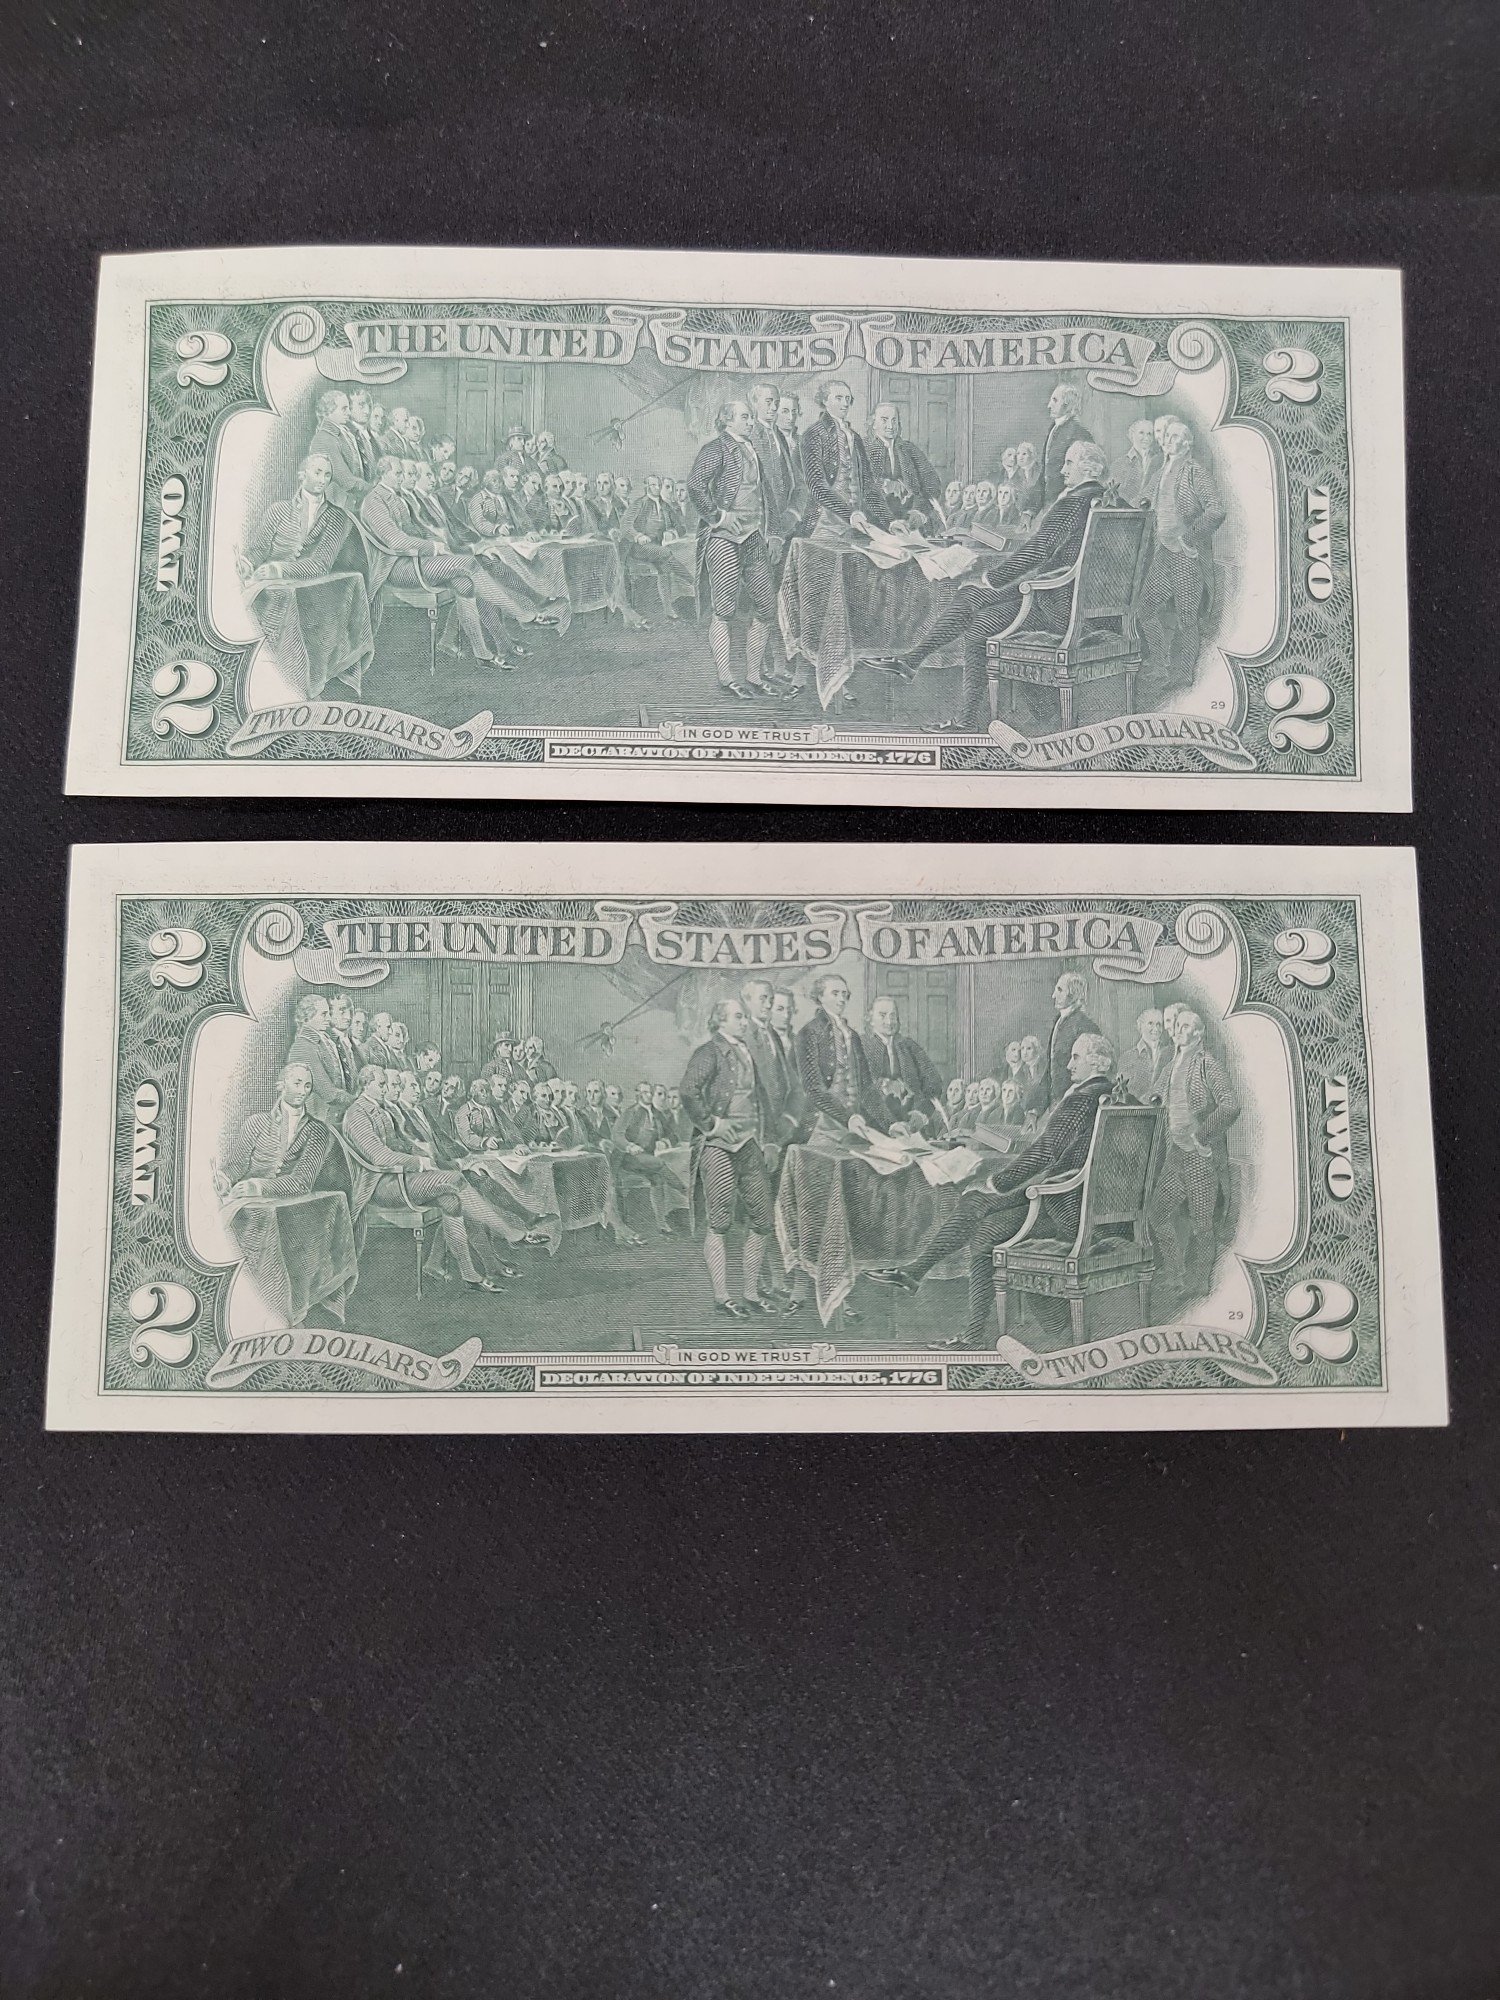 2 THE UNITED STATES OF AMERICA 2
TWO TWO
29
2 TWO DOLLARS IN GOD WE TRUST TWO DOLLARS 2
DECLARATION OF INDEPENDENCE, 1776
2 THE UNITED STATES OF AMERICA 2
TWO TWO
29
2 TWO DOLLARS IN GOD WE TRUST TWO DOLLARS 2
DECLARATION OF INDEPENDENCE, 1776